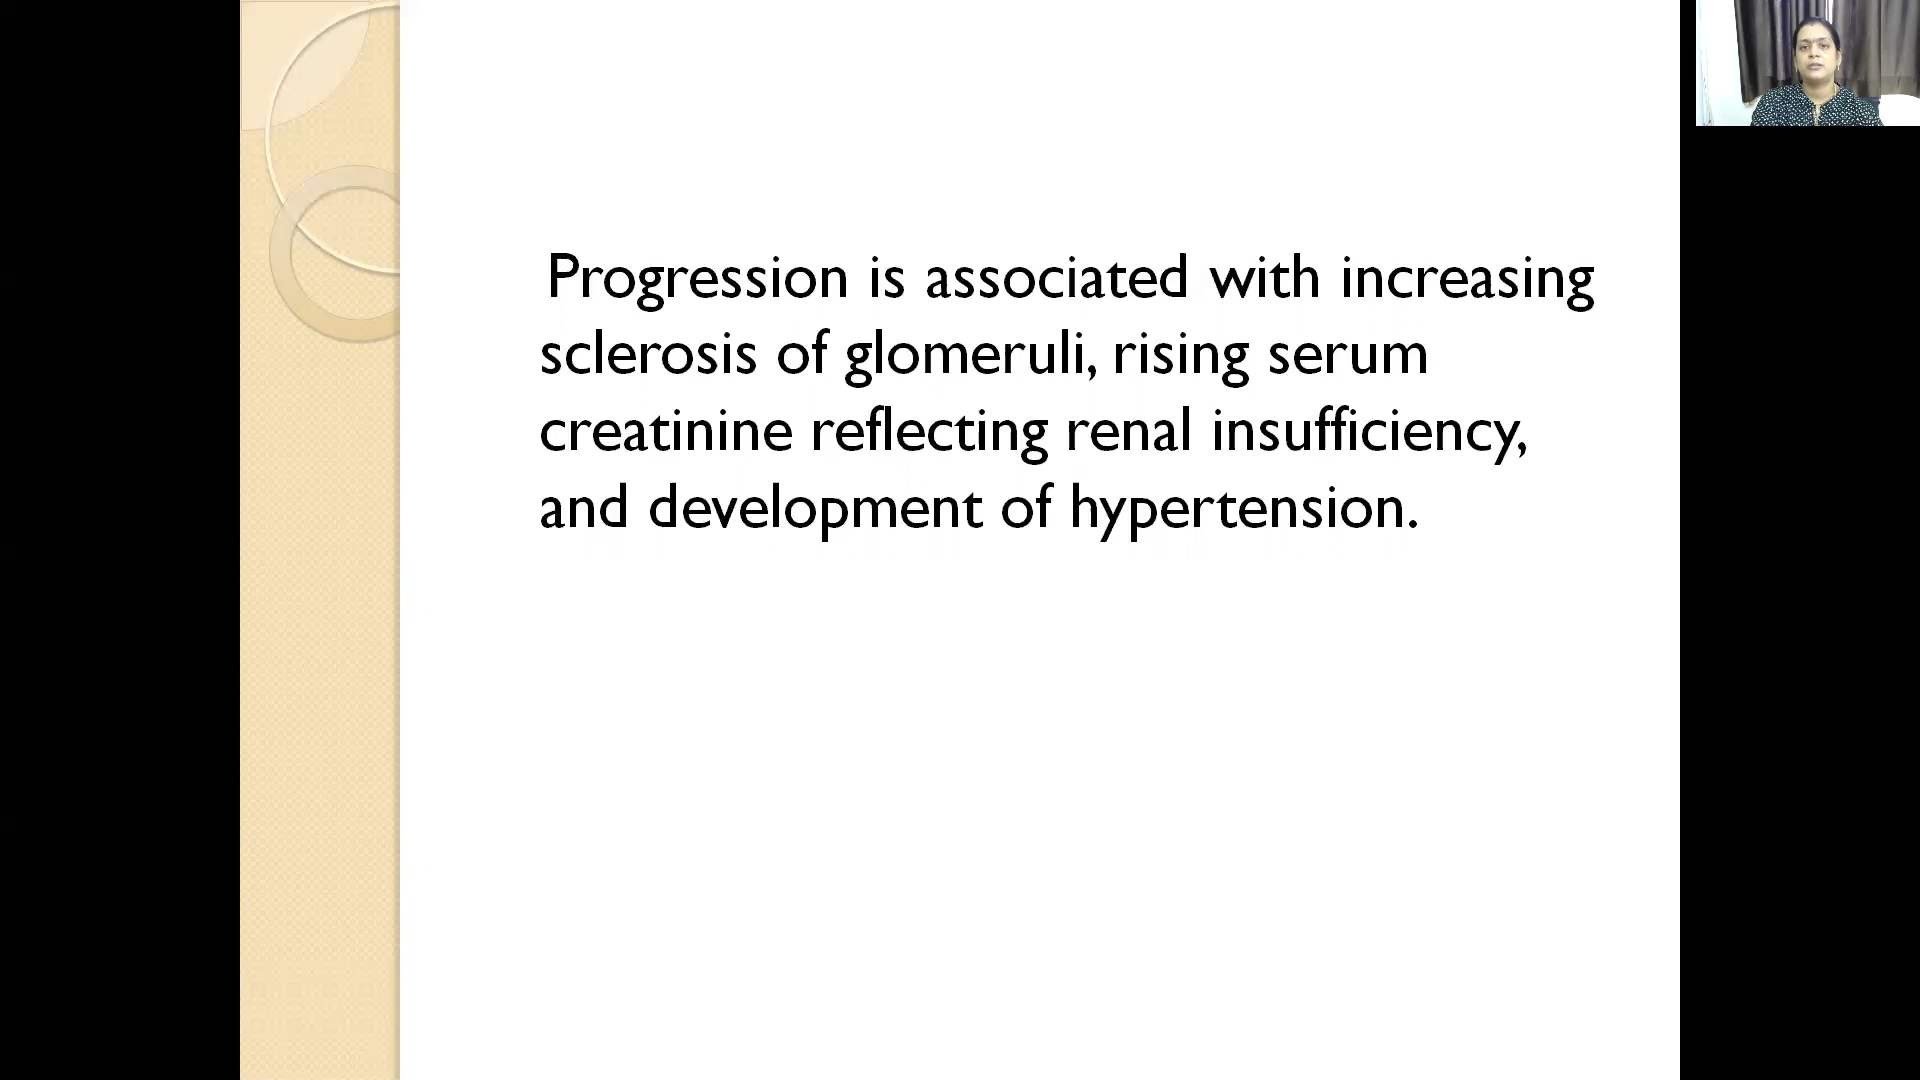 Progression is associated with increasing
sclerosis of glomeruli, rising serum
creatinine reflecting renal insufficiency,
and development of hypertension.